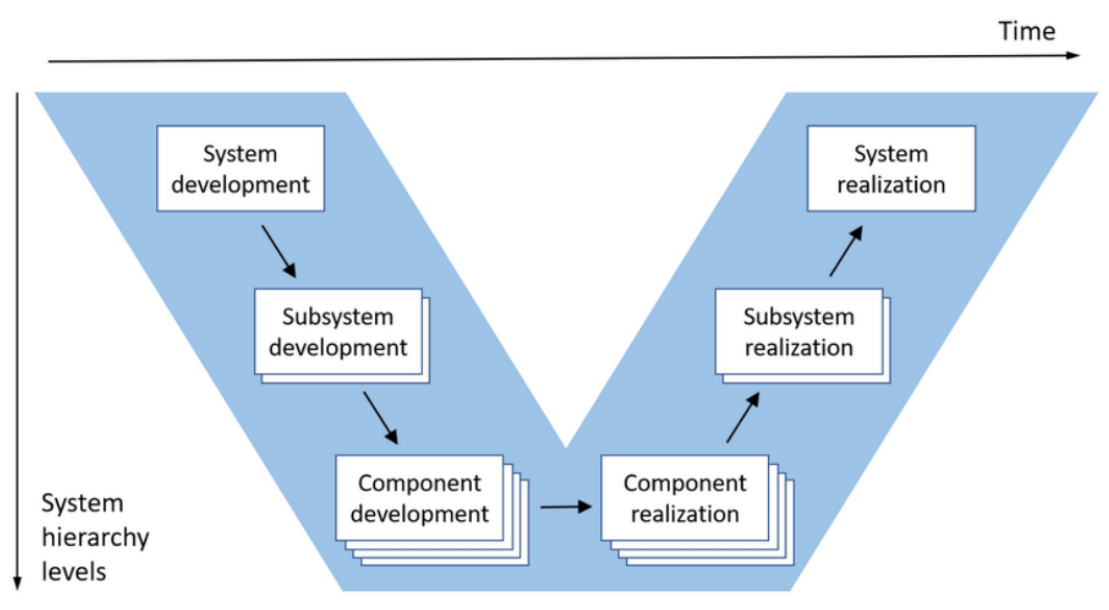 Time
System
development
System
realization
Subsystem
development
Subsystem
realization
Component
development
Component
realization
System
hierarchy
levels